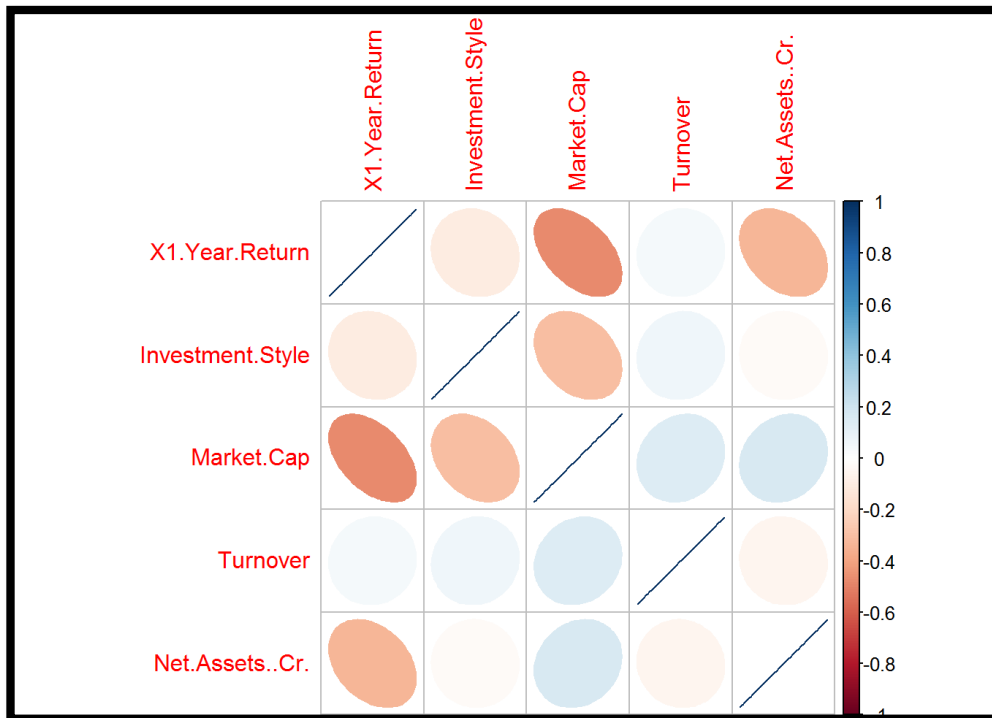 X1.Year.Return
Investment.Style
Market.Cap
Turnover
Net.Assets..Cr.
X1.Year.Return
Investment.Style
Market.Cap
Turnover
Net.Assets..Cr.
1
0.8
0.6
0.4
0.2
0
-0.2
-0.4
-0.6
-0.8
-1